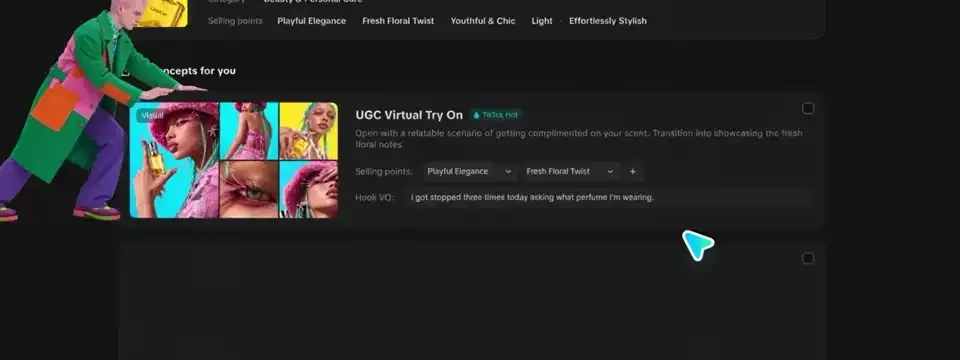 Category Beauty & Personal Care
Selling points Playful Elegance Fresh Floral Twist Youthful & Chic Light · Effortlessly Stylish
ncepts for you
Visual
UGC Virtual Try On TikTok Hot
Open with a relatable scenario of getting complimented on your scent. Transition into showcasing the fresh
floral notes.
Selling points: Playful Elegance Fresh Floral Twist +
Hook VO: I got stopped three times today asking what perfume I'm wearing.